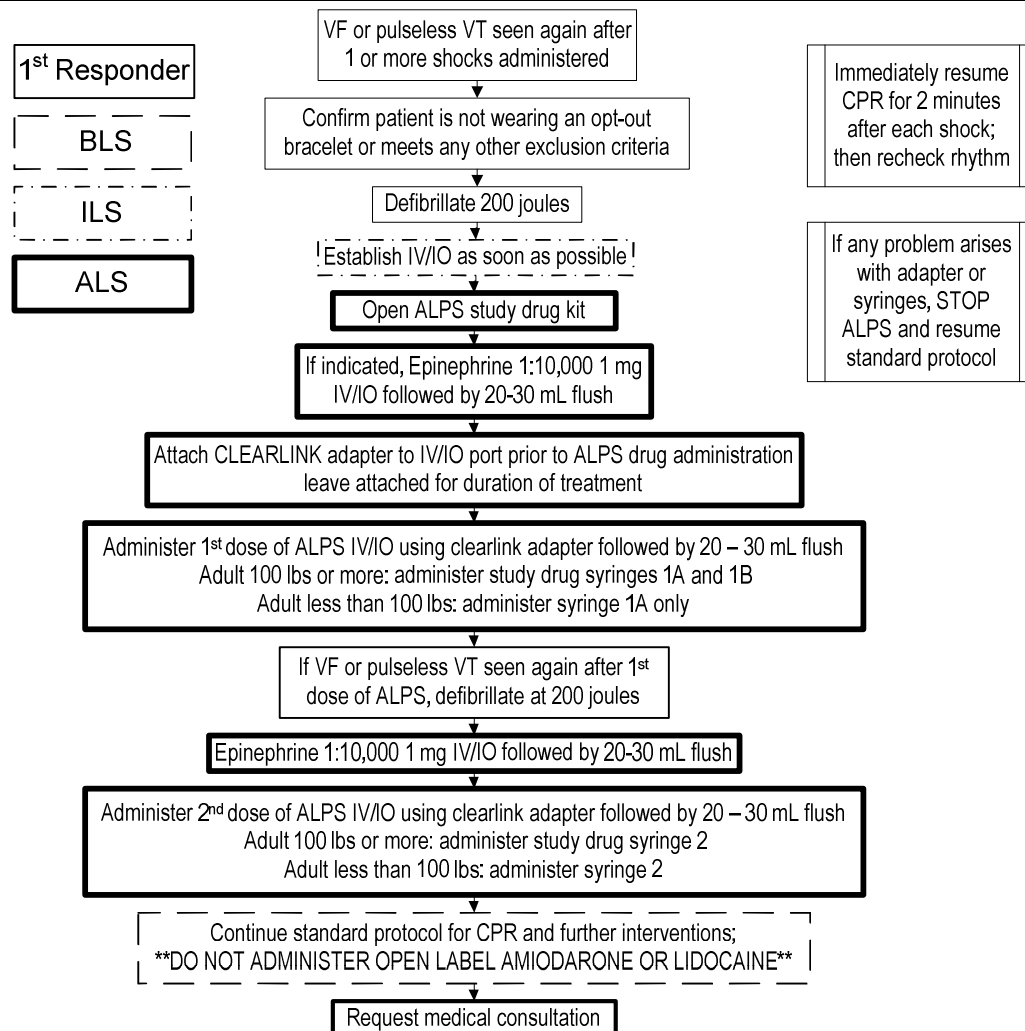 1st Responder
BLS
ILS
ALS
VF or pulseless VT seen again after
1 or more shocks administered
Confirm patient is not wearing an opt-out
bracelet or meets any other exclusion criteria
Defibrillate 200 joules
Establish IV/IO as soon as possible
Open ALPS study drug kit
If indicated, Epinephrine 1:10,000 1 mg
IV/IO followed by 20-30 mL flush
Attach CLEARLINK adapter to IV/IO port prior to ALPS drug administration
leave attached for duration of treatment
Administer 1st dose of ALPS IV/IO using clearlink adapter followed by 20 – 30 mL flush
Adult 100 lbs or more: administer study drug syringes 1A and 1B
Adult less than 100 lbs: administer syringe 1A only
If VF or pulseless VT seen again after 1st
dose of ALPS, defibrillate at 200 joules
Epinephrine 1:10,000 1 mg IV/IO followed by 20-30 mL flush
Administer 2nd dose of ALPS IV/IO using clearlink adapter followed by 20 – 30 mL flush
Adult 100 lbs or more: administer study drug syringe 2
Adult less than 100 lbs: administer syringe 2
Continue standard protocol for CPR and further interventions;
**DO NOT ADMINISTER OPEN LABEL AMIODARONE OR LIDOCAINE**
Request medical consultation
Immediately resume
CPR for 2 minutes
after each shock;
then recheck rhythm
If any problem arises
with adapter or
syringes, STOP
ALPS and resume
standard protocol